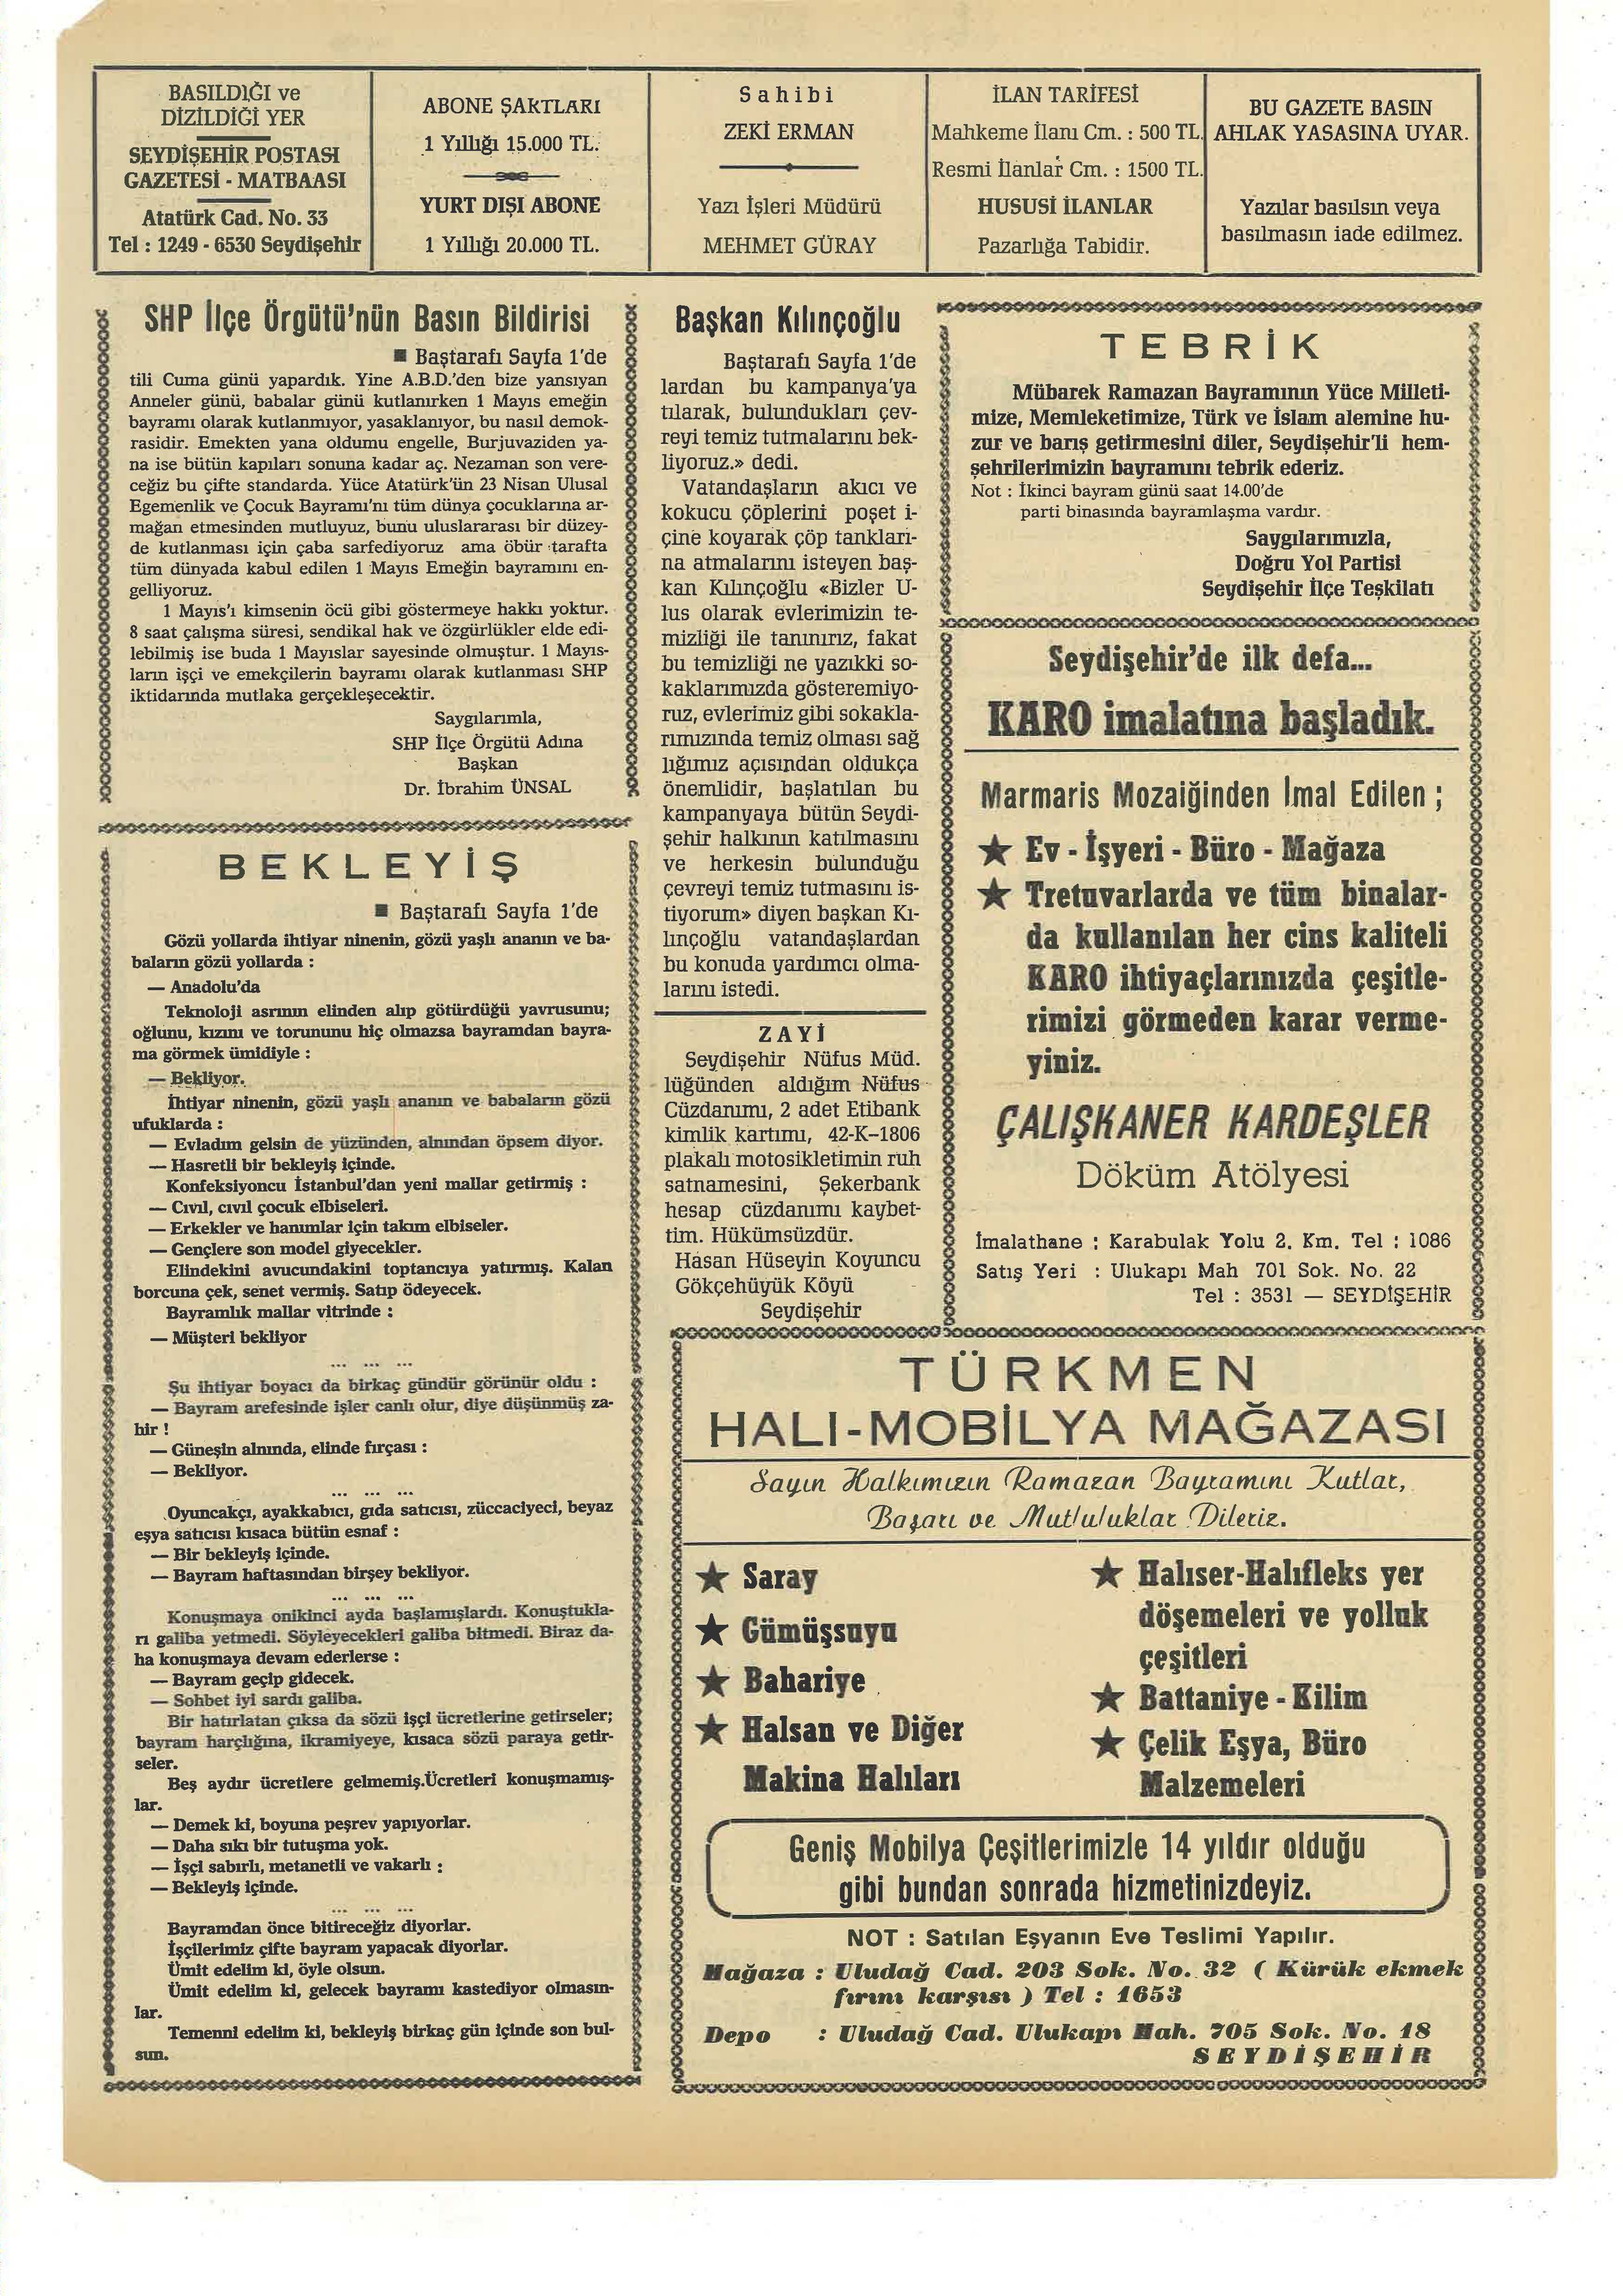 BASILDIĞI ve
DİZİLDİĞİ YER
SEYDİŞEHİR POSTASI
GAZETESİ - MATBAASI
Atatürk Cad. No. 33
Tel : 1249 - 6530 Seydişehir
ABONE ŞARTLARI
1 Yıllığı 15.000 TL.
YURT DIŞI ABONE
1 Yıllığı 20.000 TL.
Sahibi
ZEKİ ERMAN
Yazı İşleri Müdürü
MEHMET GÜRAY
İLAN TARİFESİ
Mahkeme İlanı Cm. : 500 TL.
Resmi İlanlar Cm. : 1500 TL.
HUSUSİ İLANLAR
Pazarlığa Tabidir.
BU GAZETE BASIN
AHLAK YASASINA UYAR.
Yazılar basılsın veya
basılmasın iade edilmez.
SHP İlçe Örgütü'nün Basın Bildirisi
■ Baştarafı Sayfa 1'de
tili Cuma günü yapardık. Yine A.B.D.'den bize yansıyan
Anneler günü, babalar günü kutlanırken 1 Mayıs emeğin
bayramı olarak kutlanmıyor, yasaklanıyor, bu nasıl demok-
rasidir. Emekten yana oldumu engelle, Burjuvaziden ya-
na ise bütün kapıları sonuna kadar aç. Nezaman son vere-
ceğiz bu çifte standarda. Yüce Atatürk'ün 23 Nisan Ulusal
Egemenlik ve Çocuk Bayramı'nı tüm dünya çocuklarına ar-
mağan etmesinden mutluyuz, bunu uluslararası bir düzey-
de kutlanması için çaba sarfediyoruz ama öbür tarafta
tüm dünyada kabul edilen 1 Mayıs Emeğin bayramını en-
gelliyoruz.
1 Mayıs'ı kimsenin öcü gibi göstermeye hakkı yoktur.
8 saat çalışma süresi, sendikal hak ve özgürlükler elde edi-
lebilmiş ise buda 1 Mayıslar sayesinde olmuştur. 1 Mayıs-
ların işçi ve emekçilerin bayramı olarak kutlanması SHP
iktidarında mutlaka gerçekleşecektir.
Saygılarımla,
SHP İlçe Örgütü Adına
Başkan
Dr. İbrahim ÜNSAL
BEKLEYİŞ
■ Baştarafı Sayfa 1'de
Gözü yollarda ihtiyar ninenin, gözü yaşlı ananın ve ba-
baların gözü yollarda :
— Anadolu'da
Teknoloji asrının elinden alıp götürdüğü yavrusunu;
oğlunu, kızını ve torununu hiç olmazsa bayramdan bayra-
ma görmek ümidiyle :
— Bekliyor.
İhtiyar ninenin, gözü yaşlı ananın ve babaların gözü
ufuklarda :
— Evladım gelsin de yüzünden, alnından öpsem diyor.
— Hasretli bir bekleyiş içinde.
Konfeksiyoncu İstanbul'dan yeni mallar getirmiş :
— Cıvıl, cıvıl çocuk elbiseleri.
— Erkekler ve hanımlar için takım elbiseler.
— Gençlere son model giyecekler.
Elindekini avucundakini toptancıya yatırmış. Kalan
borcuna çek, senet vermiş. Satıp ödeyecek.
Bayramlık mallar vitrinde :
— Müşteri bekliyor
... ... ...
Şu ihtiyar boyacı da birkaç gündür görünür oldu :
— Bayram arefesinde işler canlı olur, diye düşünmüş za-
hir !
— Güneşin alnında, elinde fırçası :
— Bekliyor.
... ... ...
Oyuncakçı, ayakkabıcı, gıda satıcısı, züccaciyeci, beyaz
eşya satıcısı kısaca bütün esnaf :
— Bir bekleyiş içinde.
— Bayram haftasından birşey bekliyor.
... ... ...
Konuşmaya onikinci ayda başlamışlardı. Konuştukla-
rı galiba yetmedi. Söyleyecekleri galiba bitmedi. Biraz da-
ha konuşmaya devam ederlerse :
— Bayram geçip gidecek.
— Sohbet iyi sardı galiba.
Bir hatırlatan çıksa da sözü işçi ücretlerine getirseler;
bayram harçlığına, ikramiyeye, kısaca sözü paraya getir-
seler.
Beş aydır ücretlere gelmemiş.Ücretleri konuşmamış-
lar.
— Demek ki, boyuna peşrev yapıyorlar.
— Daha sıkı bir tutuşma yok.
— İşçi sabırlı, metanetli ve vakarlı :
— Bekleyiş içinde.
... ... ...
Bayramdan önce bitireceğiz diyorlar.
İşçilerimiz çifte bayram yapacak diyorlar.
Ümit edelim ki, öyle olsun.
Ümit edelim ki, gelecek bayramı kastediyor olmasın-
lar.
Temenni edelim ki, bekleyiş birkaç gün içinde son bul-
sun.
Başkan Kılınçoğlu
Baştarafı Sayfa 1'de
lardan bu kampanya'ya
tılarak, bulundukları çev-
reyi temiz tutmalarını bek-
liyoruz.» dedi.
Vatandaşların akıcı ve
kokucu çöplerini poşet i-
çine koyarak çöp tankları-
na atmalarını isteyen baş-
kan Kılınçoğlu «Bizler U-
lus olarak evlerimizin te-
mizliği ile tanınırız, fakat
bu temizliği ne yazıkki so-
kaklarımızda gösteremiyo-
ruz, evlerimiz gibi sokakla-
rımızında temiz olması sağ
lığımız açısından oldukça
önemlidir, başlatılan bu
kampanyaya bütün Seydi-
şehir halkının katılmasını
ve herkesin bulunduğu
çevreyi temiz tutmasını is-
tiyorum» diyen başkan Kı-
lınçoğlu vatandaşlardan
bu konuda yardımcı olma-
larını istedi.
ZAYİ
Seydişehir Nüfus Müd.
lüğünden aldığım Nüfus
Cüzdanımı, 2 adet Etibank
kimlik kartımı, 42-K-1806
plakalı motosikletimin ruh
satnamesini, Şekerbank
hesap cüzdanımı kaybet-
tim. Hükümsüzdür.
Hasan Hüseyin Koyuncu
Gökçehüyük Köyü
Seydişehir
TEBRİK
Mübarek Ramazan Bayramının Yüce Milleti-
mize, Memleketimize, Türk ve İslam alemine hu-
zur ve barış getirmesini diler, Seydişehir'li hem-
şehrilerimizin bayramını tebrik ederiz.
Not : İkinci bayram günü saat 14.00'de
parti binasında bayramlaşma vardır.
Saygılarımızla,
Doğru Yol Partisi
Seydişehir İlçe Teşkilatı
Seydişehir'de ilk defa...
KARO imalatına başladık.
Marmaris Mozaiğinden İmal Edilen ;
★ Ev - İşyeri - Büro - Mağaza
★ Tretuvarlarda ve tüm binalar-
da kullanılan her cins kaliteli
KARO ihtiyaçlarınızda çeşitle-
rimizi görmeden karar verme-
yiniz.
ÇALIŞKANER KARDEŞLER
Döküm Atölyesi
İmalathane : Karabulak Yolu 2. Km. Tel : 1086
Satış Yeri : Ulukapı Mah 701 Sok. No. 22
Tel : 3531 — SEYDİŞEHİR
TÜRKMEN
HALI-MOBİLYA MAĞAZASI
Sayın Halkımızın Ramazan Bayramını Kutlar,
Başarı ve Mutluluklar Dileriz.
★ Saray
★ Gümüşsuyu
★ Bahariye
★ Halsan ve Diğer
Makina Halıları
★ Halıser-Halıfleks yer
döşemeleri ve yolluk
çeşitleri
★ Battaniye - Kilim
★ Çelik Eşya, Büro
Malzemeleri
Geniş Mobilya Çeşitlerimizle 14 yıldır olduğu
gibi bundan sonrada hizmetinizdeyiz.
NOT : Satılan Eşyanın Eve Teslimi Yapılır.
Mağaza : Uludağ Cad. 203 Sok. No. 32 ( Kürük ekmek
fırını karşısı ) Tel : 1653
Depo : Uludağ Cad. Ulukapı Mah. 705 Sok. No. 18
SEYDİŞEHİR